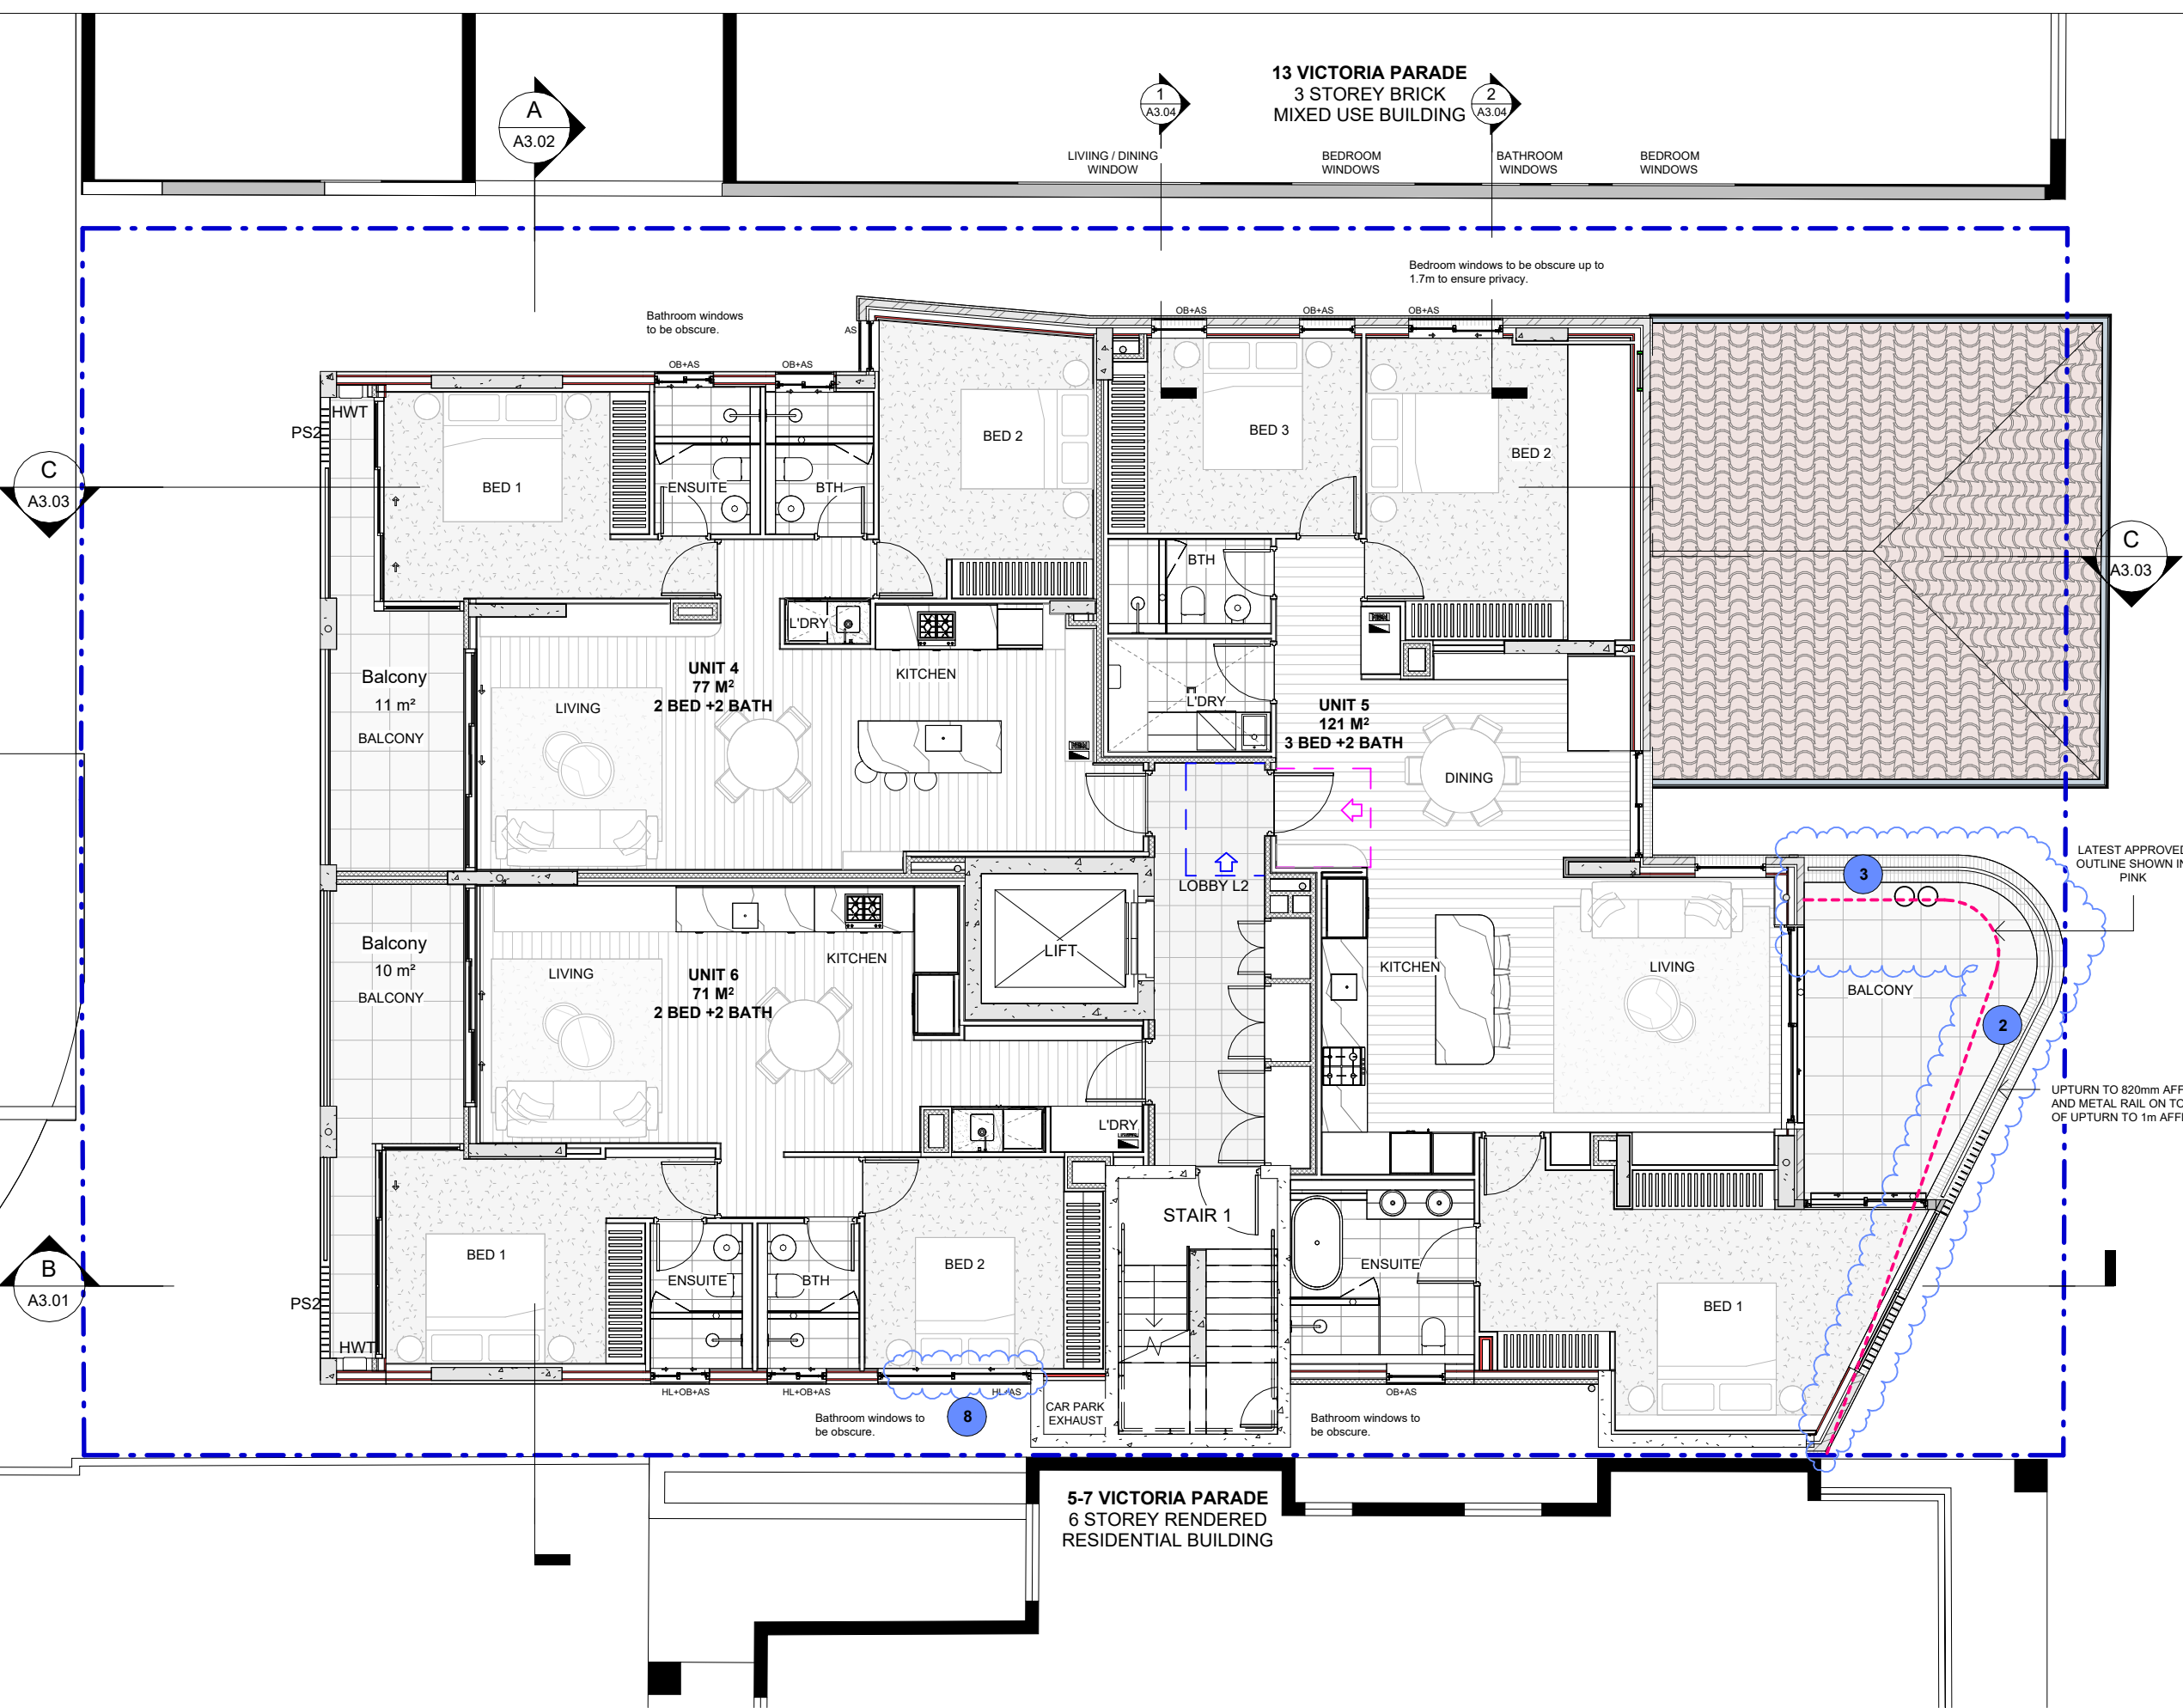 13 VICTORIA PARADE
3 STOREY BRICK
MIXED USE BUILDING
A
A3.02
1
A3.04
2
A3.04
LIVIING / DINING
WINDOW
BEDROOM
WINDOWS
BATHROOM
WINDOWS
BEDROOM
WINDOWS
Bedroom windows to be obscure up to
1.7m to ensure privacy.
Bathroom windows
to be obscure.
AS
OB+AS
OB+AS
OB+AS
OB+AS
OB+AS
HWT
PS2
C
A3.03
BED 1
ENSUITE
BTH
BED 2
BED 3
BED 2
C
A3.03
BTH
L'DRY
KITCHEN
UNIT 4
77 M²
2 BED +2 BATH
LIVING
Balcony
11 m²
BALCONY
L'DRY
UNIT 5
121 M²
3 BED +2 BATH
DINING
LOBBY L2
LATEST APPROVED
OUTLINE SHOWN IN
PINK
3
Balcony
10 m²
BALCONY
LIVING
UNIT 6
71 M²
2 BED +2 BATH
KITCHEN
LIFT
KITCHEN
LIVING
BALCONY
2
UPTURN TO 820mm AFF
AND METAL RAIL ON TO
OF UPTURN TO 1m AFF
L'DRY
STAIR 1
B
A3.01
PS2
HWT
BED 1
ENSUITE
BTH
BED 2
ENSUITE
BED 1
HL+OB+AS
HL+OB+AS
HL+AS
OB+AS
8
Bathroom windows to
be obscure.
CAR PARK
EXHAUST
Bathroom windows to
be obscure.
5-7 VICTORIA PARADE
6 STOREY RENDERED
RESIDENTIAL BUILDING